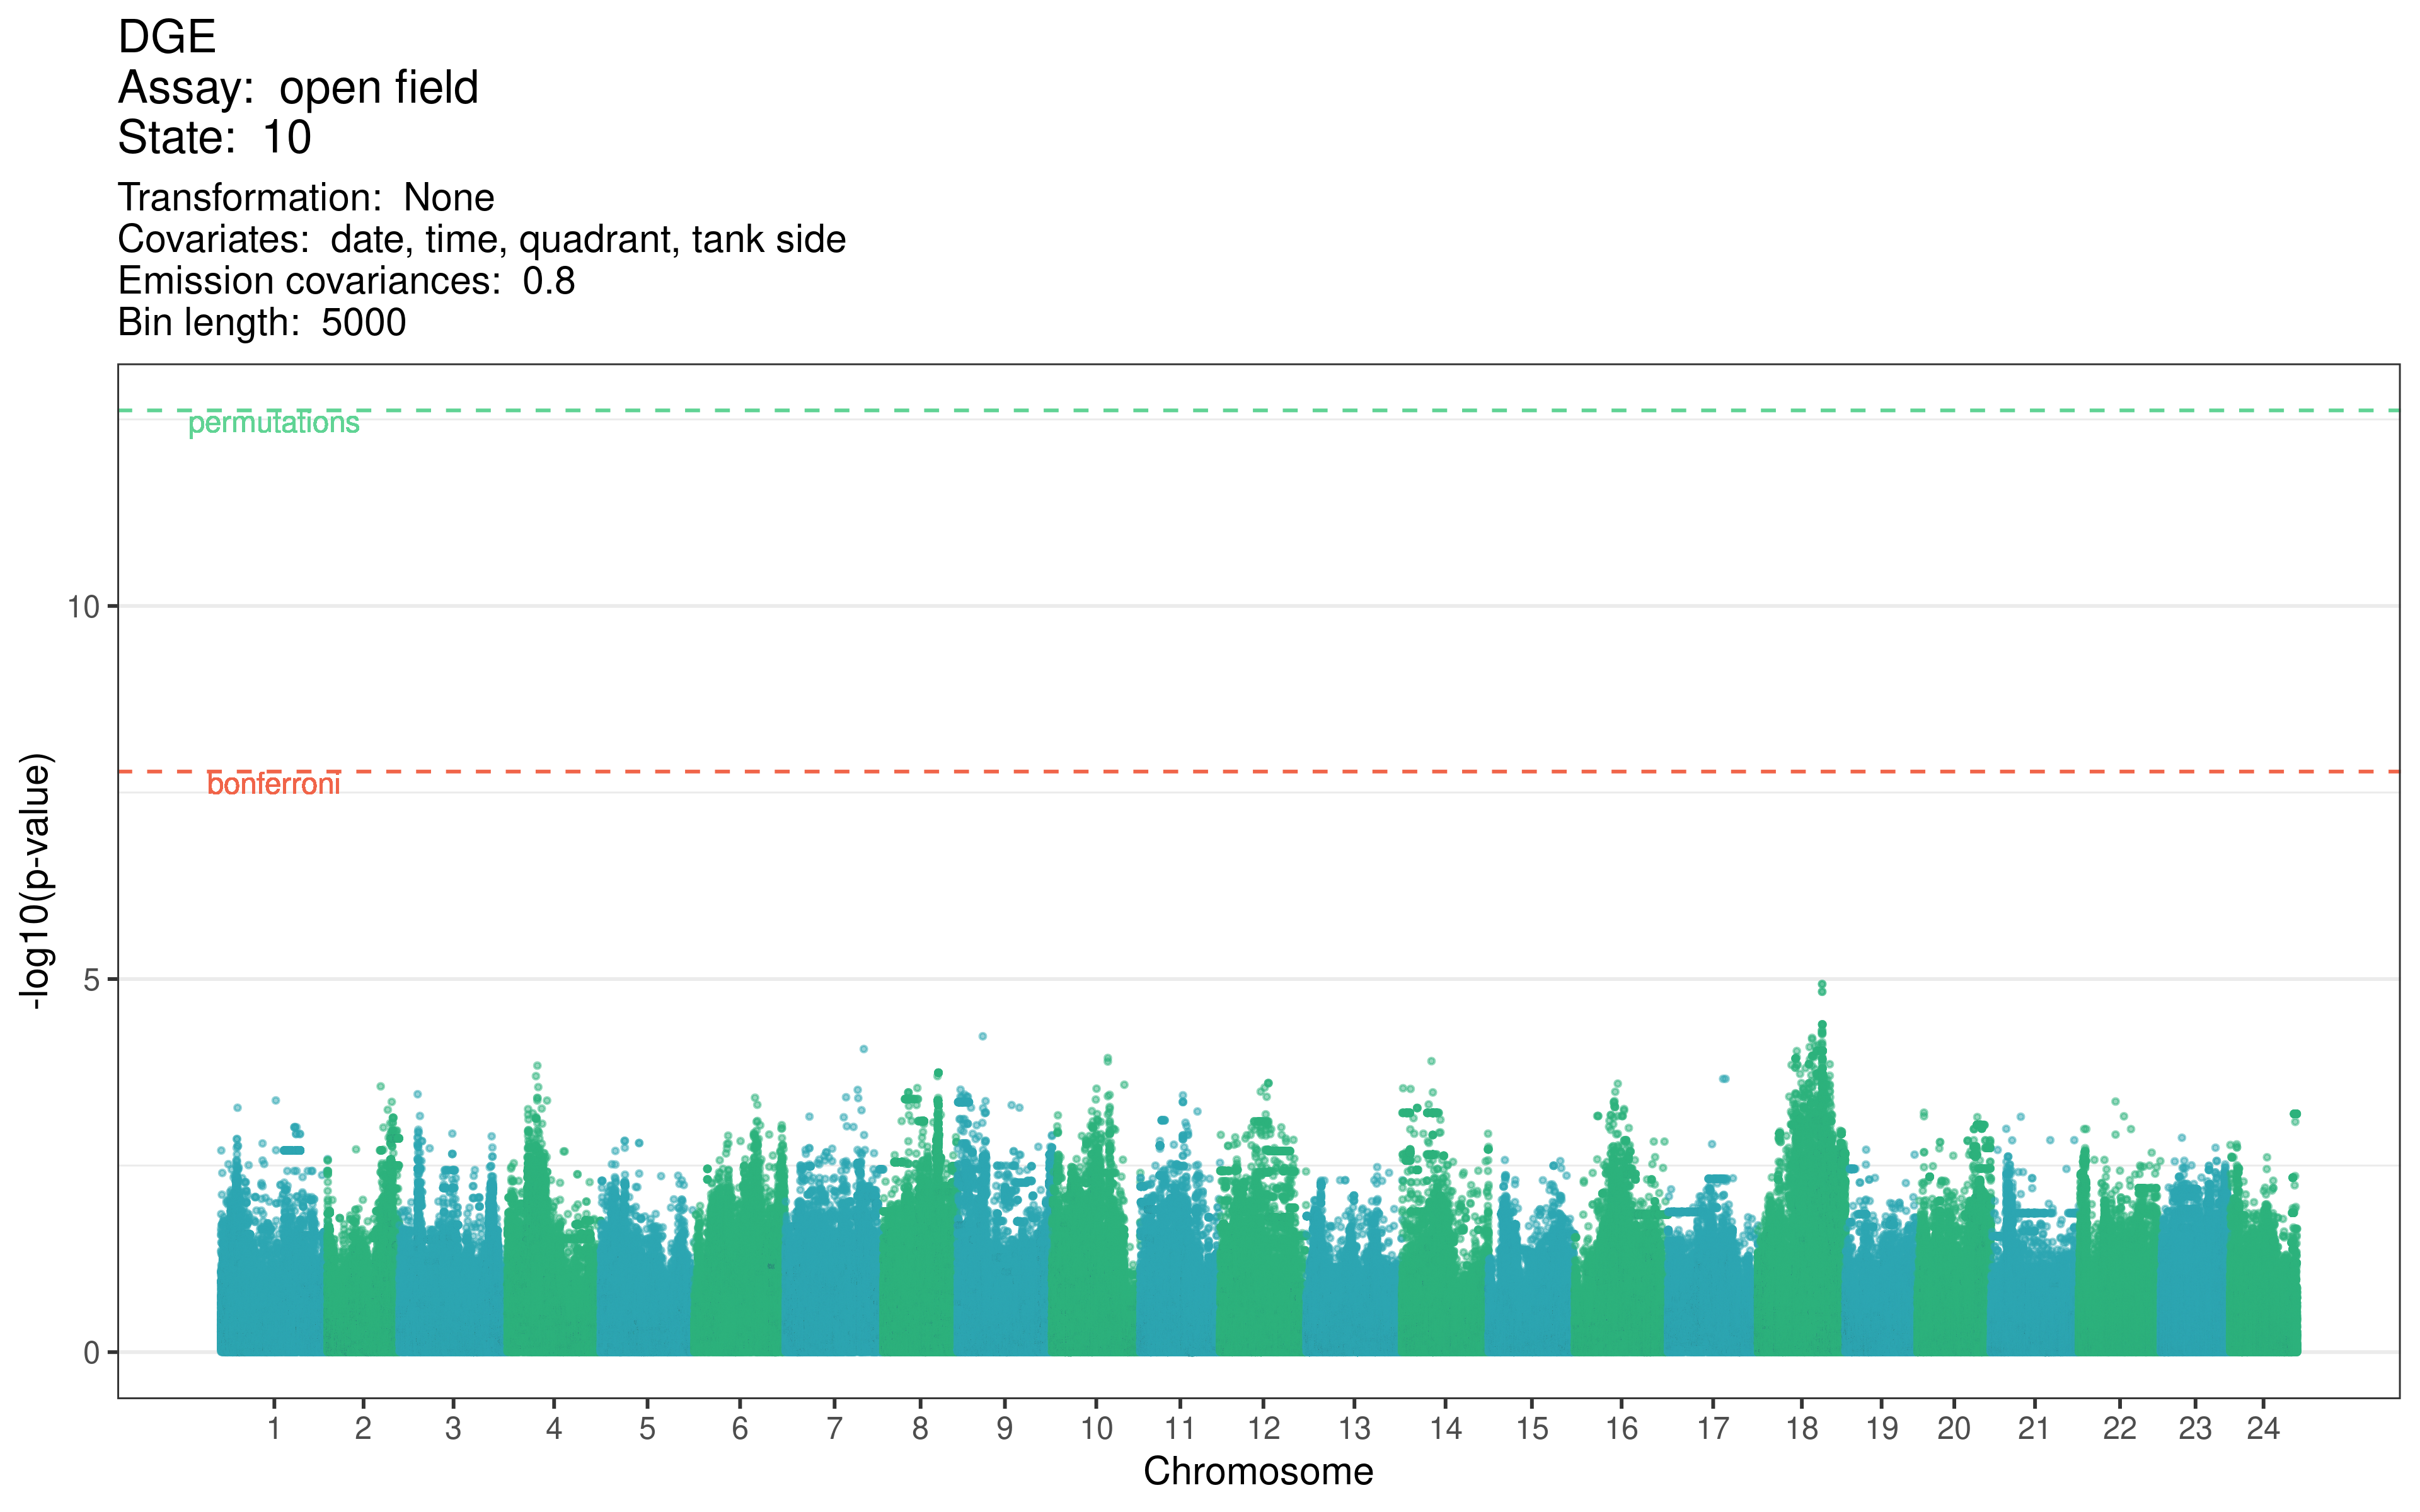 DGE
Assay:  open field
State:  10
Transformation:  None
Covariates:  date, time, quadrant, tank side
Emission covariances:  0.8
Bin length:  5000
permutations
10
bonferroni
-log10(p-value)
5
0
1 2 3 4 5 6 7 8 9 10 11 12 13 14 15 16 17 18 19 20 21 22 23 24
Chromosome